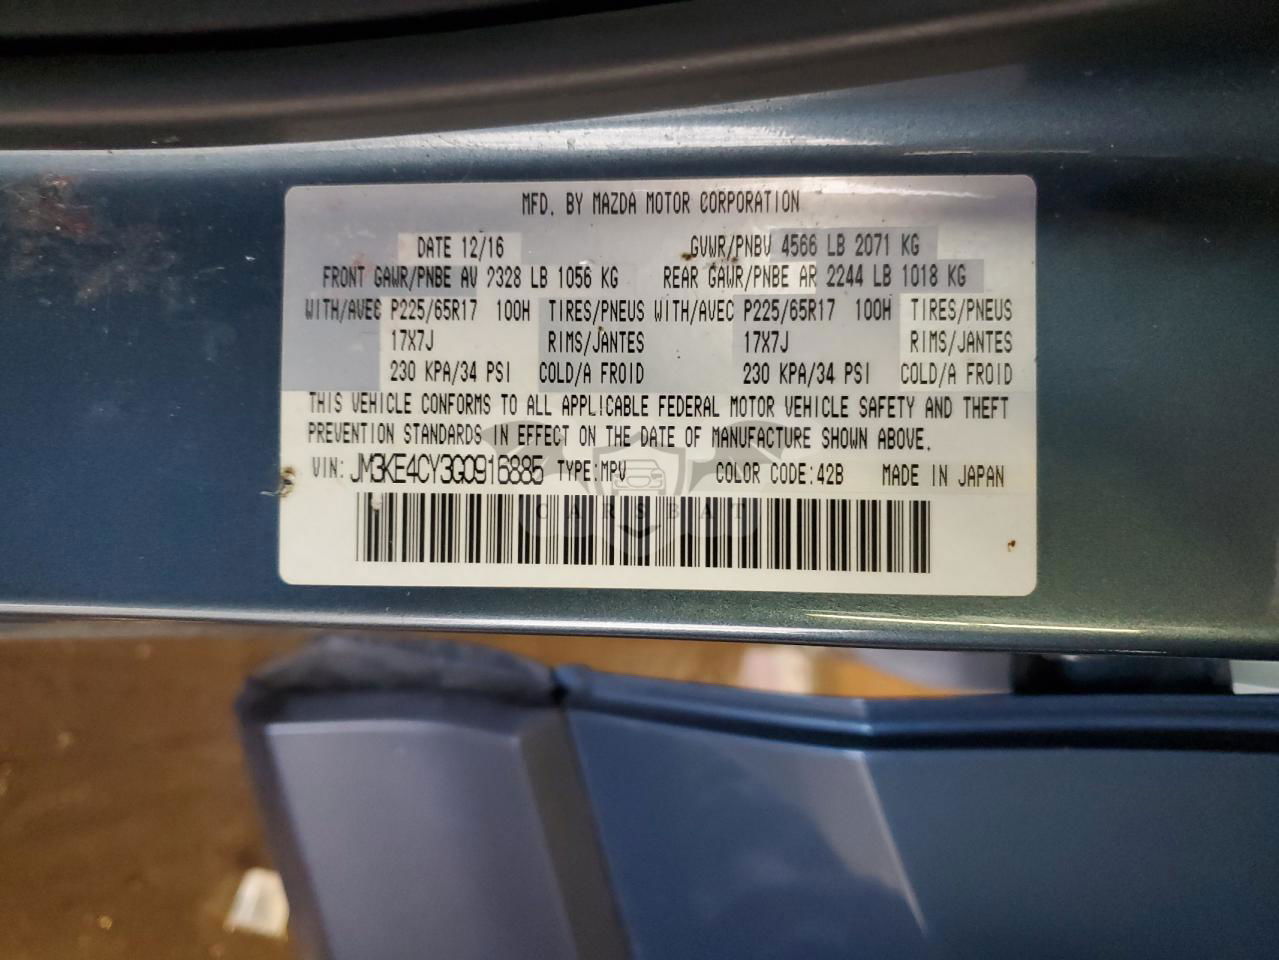 MFD. BY MAZDA MOTOR CORPORATION
DATE 12/16 GVWR/PNBV 4566 LB 2071 KG
FRONT GAWR/PNBE AV 2328 LB 1056 KG REAR GAWR/PNBE AR 2244 LB 1018 KG
WITH/AVEC P225/65R17 100H TIRES/PNEUS WITH/AVEC P225/65R17 100H TIRES/PNEUS
17X7J RIMS/JANTES 17X7J RIMS/JANTES
230 KPA/34 PSI COLD/A FROID 230 KPA/34 PSI COLD/A FROID
THIS VEHICLE CONFORMS TO ALL APPLICABLE FEDERAL MOTOR VEHICLE SAFETY AND THEFT
PREVENTION STANDARDS IN EFFECT ON THE DATE OF MANUFACTURE SHOWN ABOVE.
VIN: JM3KE4CY3G0916885 TYPE:MPV COLOR CODE:42B MADE IN JAPAN
CARSBAT